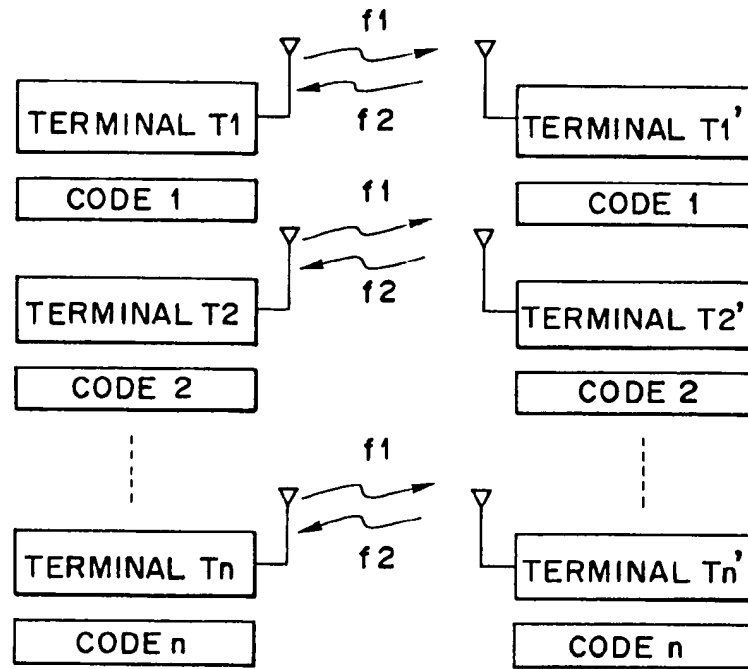 f1
TERMINAL T1
f2
TERMINAL T1'
CODE 1
f1
CODE 1
TERMINAL T2
f2
TERMINAL T2'
CODE 2
CODE 2
f1
TERMINAL Tn
f2
TERMINAL Tn'
CODE n
CODE n